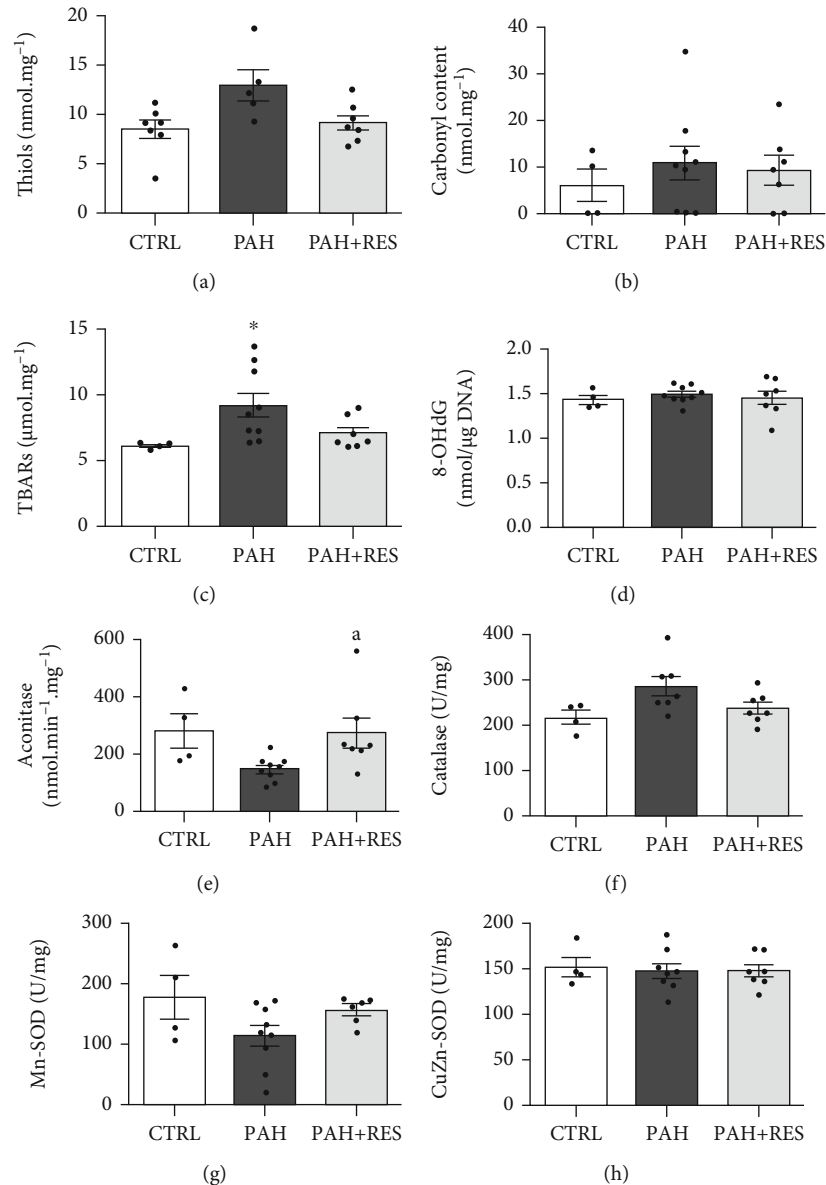 Thiols (nmol.mg⁻¹)
20
15
10
5
0
CTRL PAH PAH+RES
(a)
Carbonyl content
(nmol.mg⁻¹)
40
30
20
10
0
CTRL PAH PAH+RES
(b)
TBARs (μmol.mg⁻¹)
15
10
5
0
*
CTRL PAH PAH+RES
(c)
8-OHdG
(nmol/μg DNA)
2.0
1.5
1.0
0.5
0.0
CTRL PAH PAH+RES
(d)
Aconitase
(nmol.min⁻¹.mg⁻¹)
600
400
200
0
a
CTRL PAH PAH+RES
(e)
Catalase (U/mg)
400
300
200
100
0
CTRL PAH PAH+RES
(f)
Mn-SOD (U/mg)
300
200
100
0
CTRL PAH PAH+RES
(g)
CuZn-SOD (U/mg)
200
150
100
50
0
CTRL PAH PAH+RES
(h)